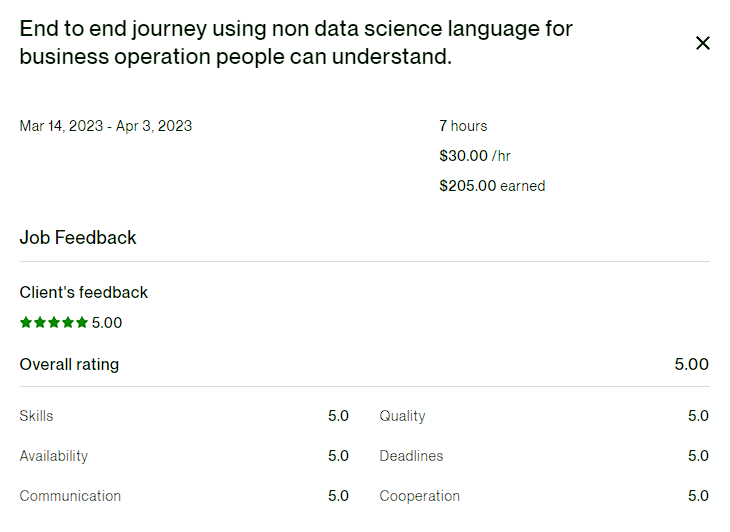 End to end journey using non data science language for
business operation people can understand.
Mar 14, 2023 - Apr 3, 2023
7 hours
$30.00 /hr
$205.00 earned
Job Feedback
Client's feedback
5.00
Overall rating 5.00
Skills 5.0 Quality 5.0
Availability 5.0 Deadlines 5.0
Communication 5.0 Cooperation 5.0